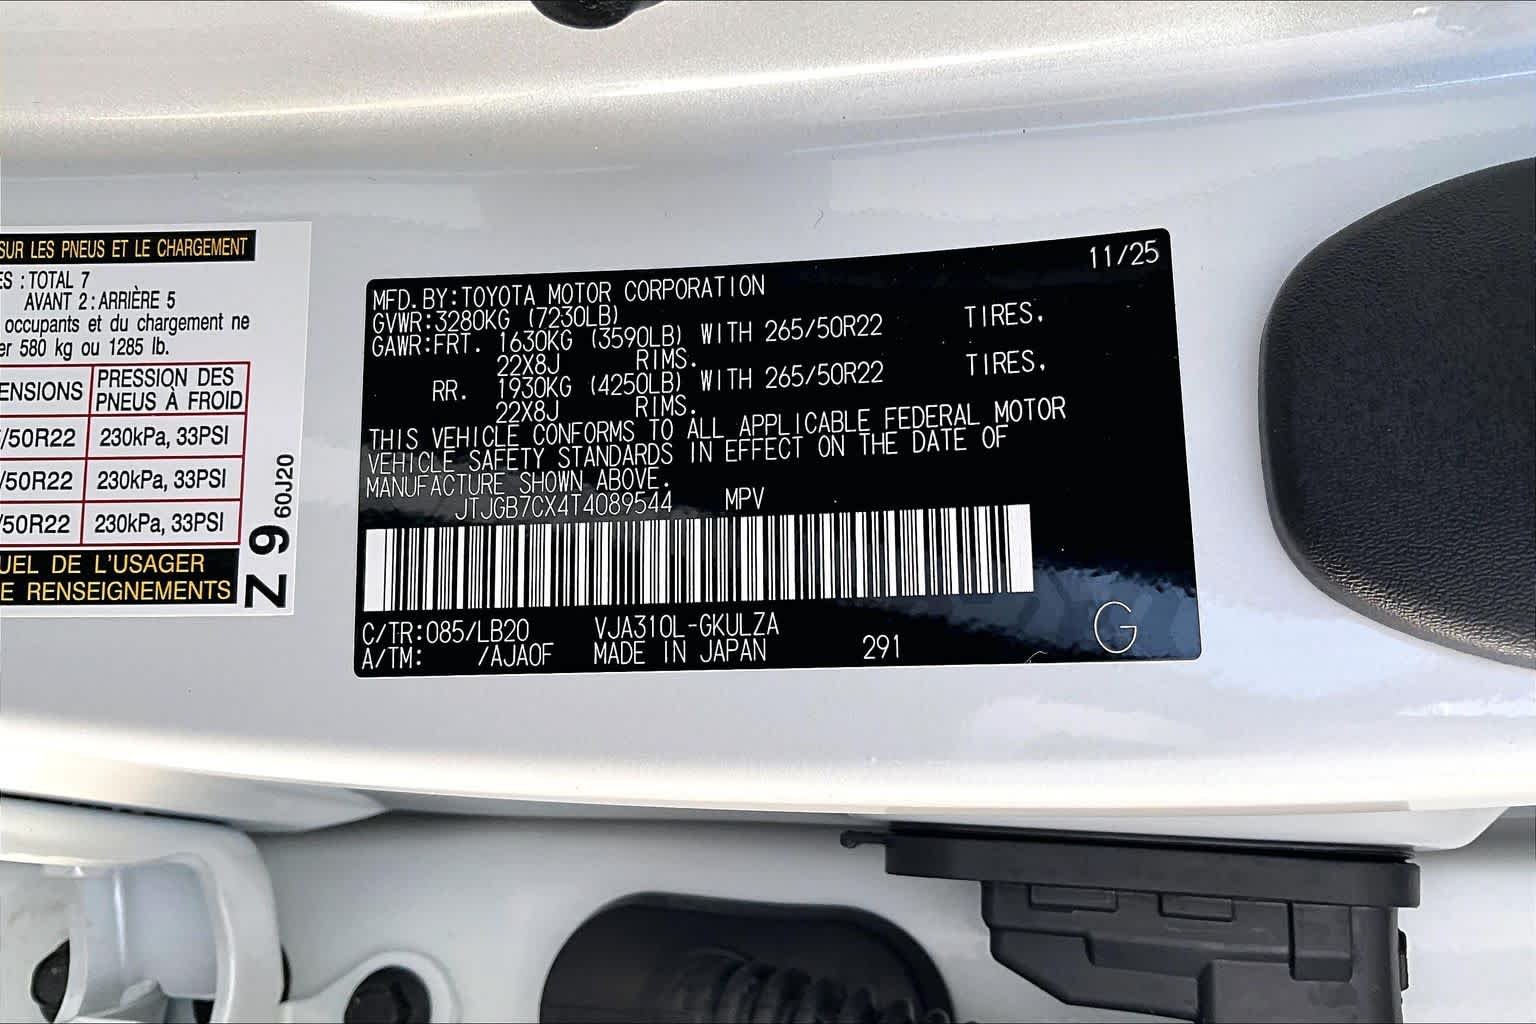 SUR LES PNEUS ET LE CHARGEMENT
ES : TOTAL 7
AVANT 2 : ARRIÈRE 5
occupants et du chargement ne
er 580 kg ou 1285 lb.
ENSIONS PRESSION DES PNEUS À FROID
/50R22 230kPa, 33PSI
/50R22 230kPa, 33PSI
/50R22 230kPa, 33PSI
UEL DE L'USAGER
E RENSEIGNEMENTS
Z 9 60J20
11/25
MFD. BY: TOYOTA MOTOR CORPORATION
GVWR: 3280KG (7230LB)
GAWR: FRT. 1630KG (3590LB) WITH 265/50R22 TIRES,
22X8J RIMS.
RR. 1930KG (4250LB) WITH 265/50R22 TIRES,
22X8J RIMS.
THIS VEHICLE CONFORMS TO ALL APPLICABLE FEDERAL MOTOR
VEHICLE SAFETY STANDARDS IN EFFECT ON THE DATE OF
MANUFACTURE SHOWN ABOVE.
JTJGB7CX4T4089544 MPV
C/TR: 085/LB20 VJA310L-GKULZA
A/TM: /AJA0F MADE IN JAPAN 291 G